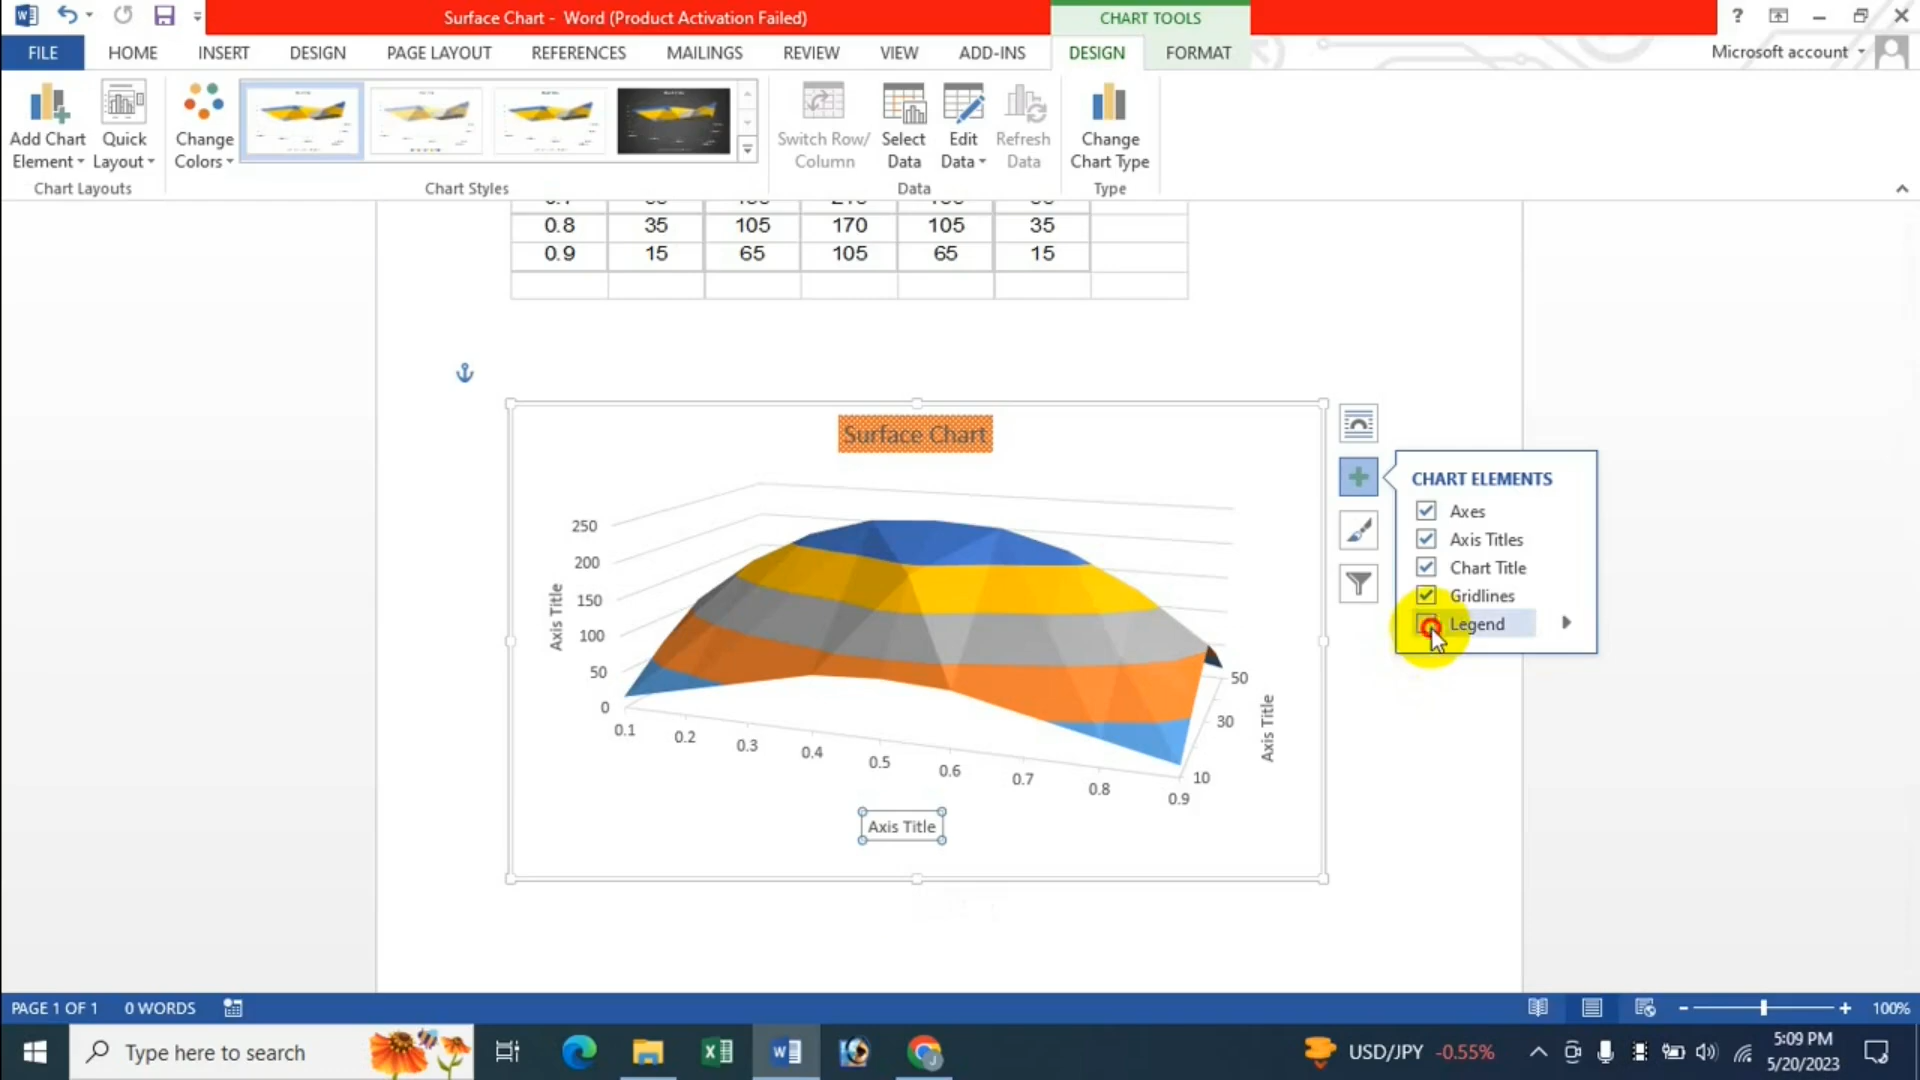 Surface Chart - Word (Product Activation Failed)
CHART TOOLS
?
FILE HOME INSERT DESIGN PAGE LAYOUT REFERENCES MAILINGS REVIEW VIEW ADD-INS DESIGN FORMAT
Microsoft account
Add Chart Element
Quick Layout
Change Colors
Switch Row/ Column
Select Data
Edit Data
Refresh Data
Change Chart Type
Chart Layouts
Chart Styles
Data
Type
0.8 35 105 170 105 35
0.9 15 65 105 65 15
Surface Chart
250
200
150
100
50
0
Axis Title
0.1 0.2 0.3 0.4 0.5 0.6 0.7 0.8 0.9
50
30
10
Axis Title
Axis Title
CHART ELEMENTS
Axes
Axis Titles
Chart Title
Gridlines
Legend
PAGE 1 OF 1 0 WORDS
100%
Type here to search
USD/JPY -0.55%
5:09 PM
5/20/2023